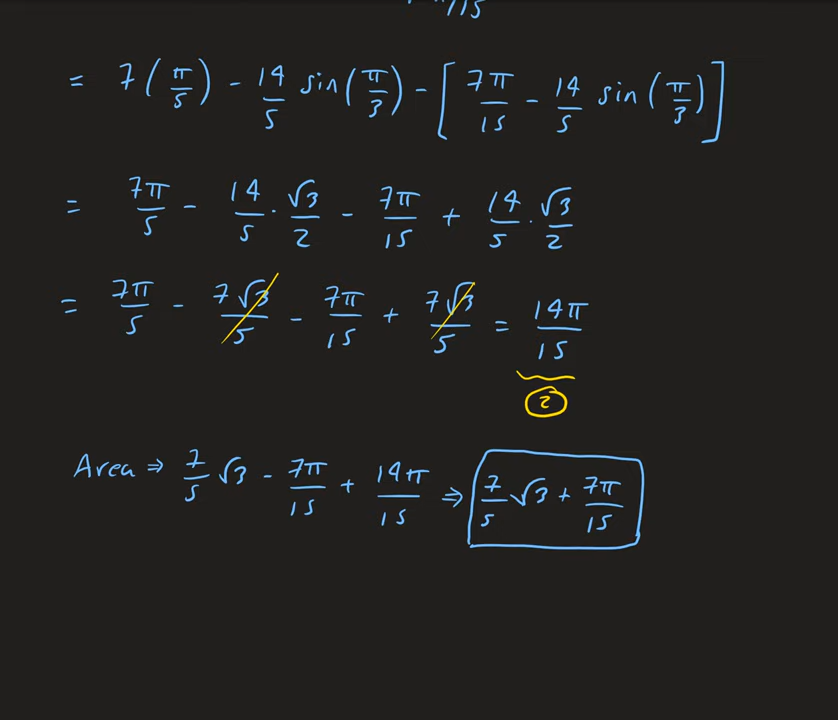 = 7(π/5) - 14/5 sin(π/3) - [7π/15 - 14/5 sin(π/3)]
= 7π/5 - 14/5 · √3/2 - 7π/15 + 14/5 · √3/2
= 7π/5 - 7√3/5 - 7π/15 + 7√3/5 = 14π/15
2
Area ⇒ 7/5 √3 - 7π/15 + 14π/15 ⇒ 7/5 √3 + 7π/15